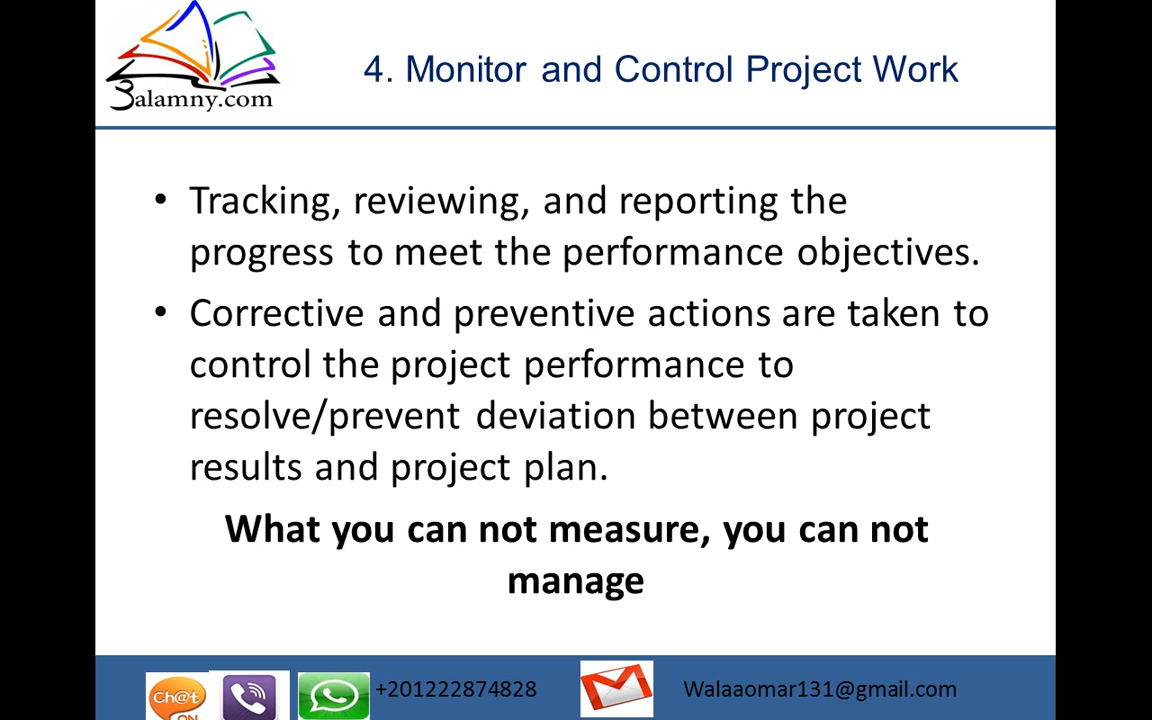 3alamny.com
4. Monitor and Control Project Work
• Tracking, reviewing, and reporting the
progress to meet the performance objectives.
• Corrective and preventive actions are taken to
control the project performance to
resolve/prevent deviation between project
results and project plan.
What you can not measure, you can not
manage
Ch@t
ON
+201222874828
Walaaomar131@gmail.com